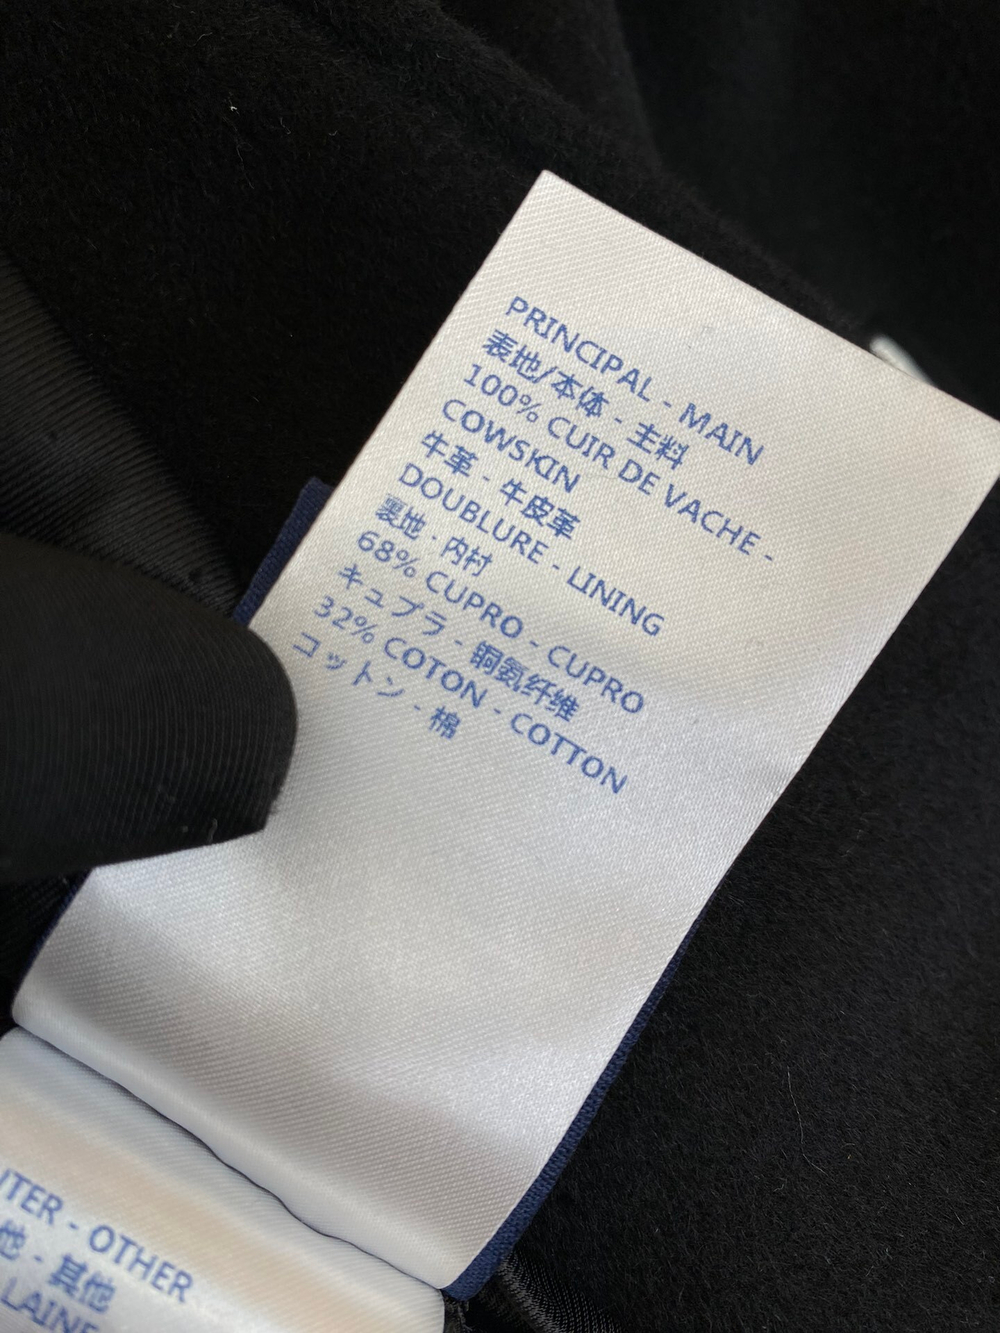 PRINCIPAL - MAIN
表地/本体 - 主料
100% CUIR DE VACHE -
COWSKIN
牛革 - 牛皮革
DOUBLURE - LINING
裏地 - 内衬
68% CUPRO - CUPRO
キュプラ - 铜氨纤维
32% COTON - COTTON
コットン - 棉
- OTHER
他 - 其他
LAINE